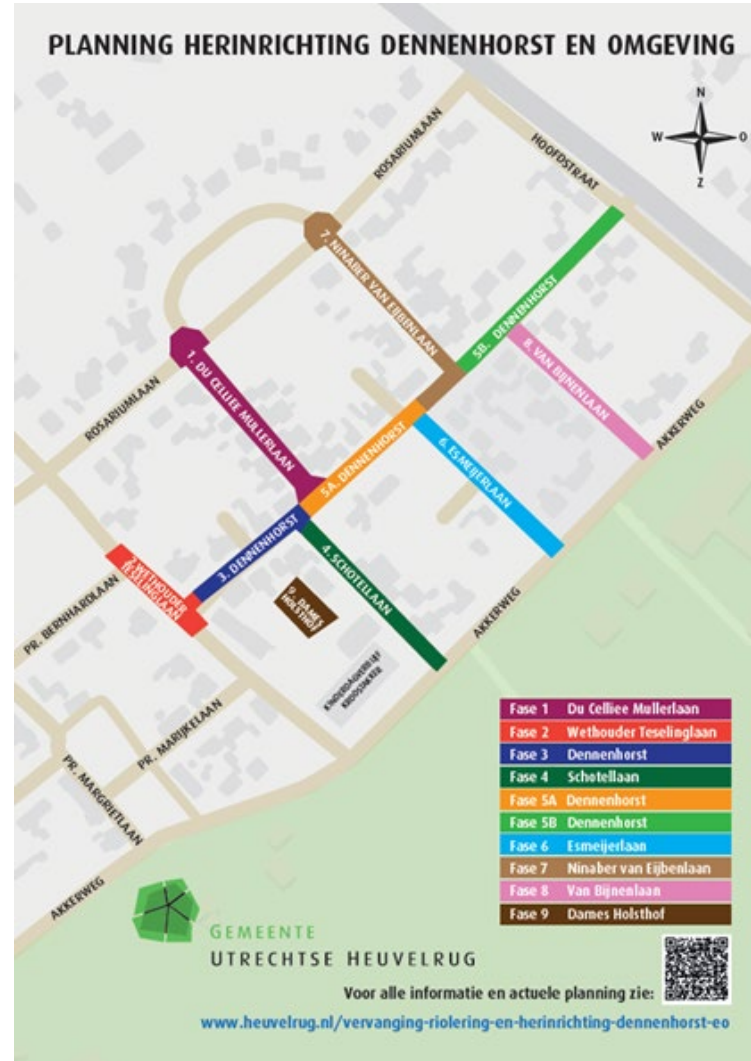 PLANNING HERINRICHTING DENNENHORST EN OMGEVING
N
W
O
Z
ROSARIUMLAAN
HOOFDSTRAAT
7. NINABER VAN EIJBENLAAN
5B. DENNENHORST
8. VAN BIJNENLAAN
1. DU CELLIEE MULLERLAAN
ROSARIUMLAAN
AKKERWEG
5A. DENNENHORST
6. ESMEIJERLAAN
3. DENNENHORST
2. WETHOUDER
TESELINGLAAN
4. SCHOTELLAAN
9. DAMES
HOLSTHOF
PR. BERNHARDLAAN
AKKERWEG
KINDERDAGVERBLIJF
KROOSTAKKER
PR. MARIJKELAAN
PR. MARGRIETLAAN
AKKERWEG
Fase 1 Du Celliee Mullerlaan
Fase 2 Wethouder Teselinglaan
Fase 3 Dennenhorst
Fase 4 Schotellaan
Fase 5A Dennenhorst
Fase 5B Dennenhorst
Fase 6 Esmeijerlaan
Fase 7 Ninaber van Eijbenlaan
Fase 8 Van Bijnenlaan
Fase 9 Dames Holsthof
GEMEENTE
UTRECHTSE HEUVELRUG
Voor alle informatie en actuele planning zie:
www.heuvelrug.nl/vervanging-riolering-en-herinrichting-dennenhorst-eo